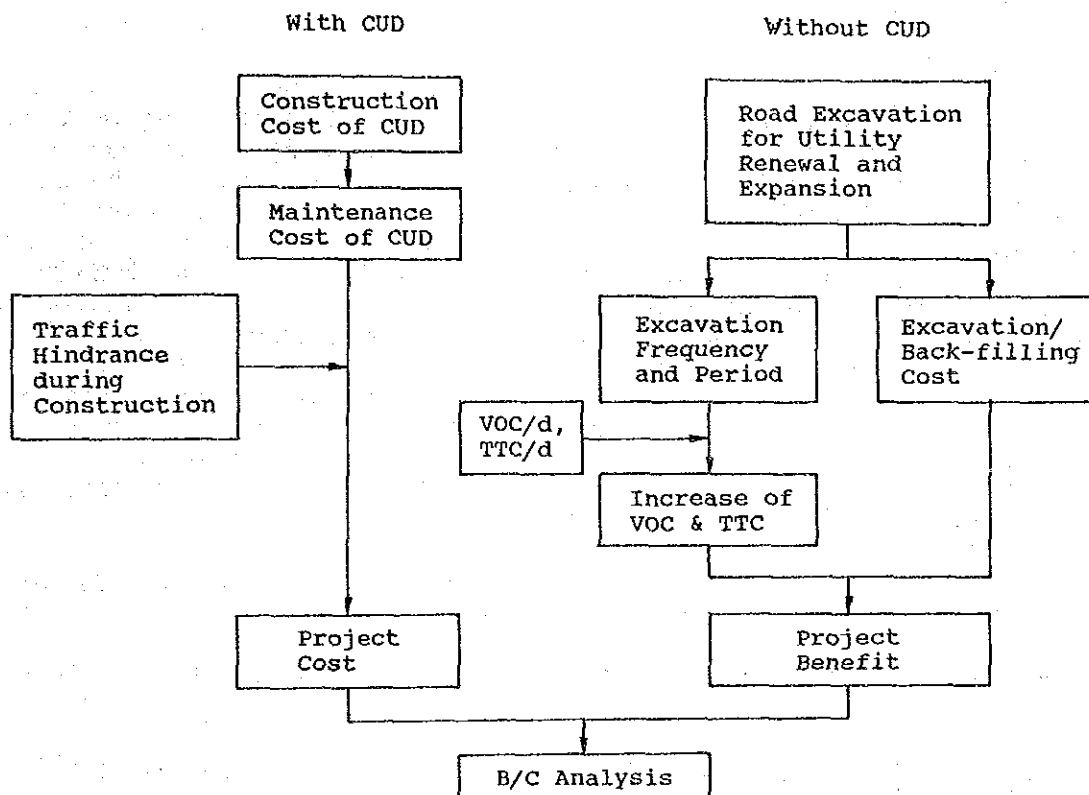 With CUD
Without CUD
Construction
Cost of CUD
Road Excavation
for Utility
Renewal and
Expansion
Maintenance
Cost of CUD
Traffic
Hindrance
during
Construction
Excavation
Frequency
and Period
Excavation/
Back-filling
Cost
VOC/d,
TTC/d
Increase of
VOC & TTC
Project
Cost
Project
Benefit
B/C Analysis